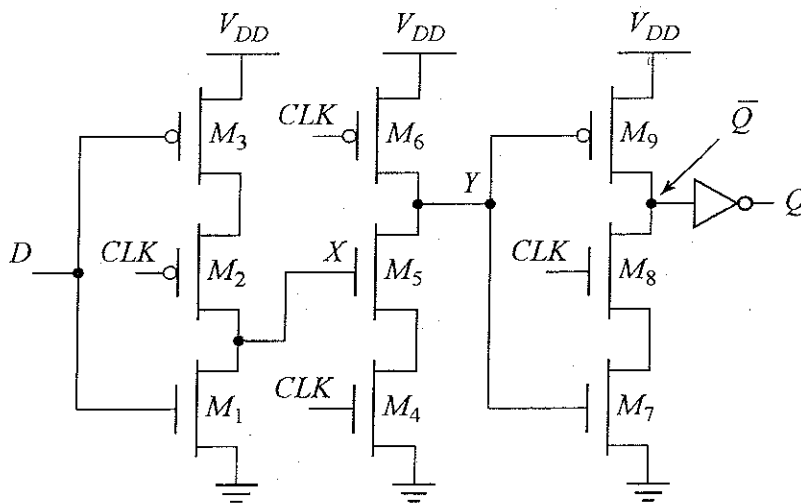 V_DD
V_DD
V_DD
CLK
M_3
M_6
M_9
Q̅
Y
Q
D
CLK
M_2
X
M_5
CLK
M_8
M_1
CLK
M_4
M_7